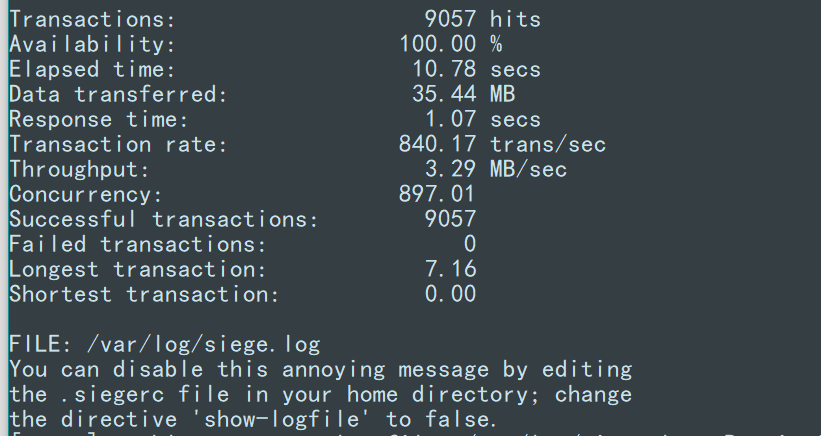 Transactions: 9057 hits
Availability: 100.00 %
Elapsed time: 10.78 secs
Data transferred: 35.44 MB
Response time: 1.07 secs
Transaction rate: 840.17 trans/sec
Throughput: 3.29 MB/sec
Concurrency: 897.01
Successful transactions: 9057
Failed transactions: 0
Longest transaction: 7.16
Shortest transaction: 0.00
FILE: /var/log/siege.log
You can disable this annoying message by editing
the .siegerc file in your home directory; change
the directive 'show-logfile' to false.